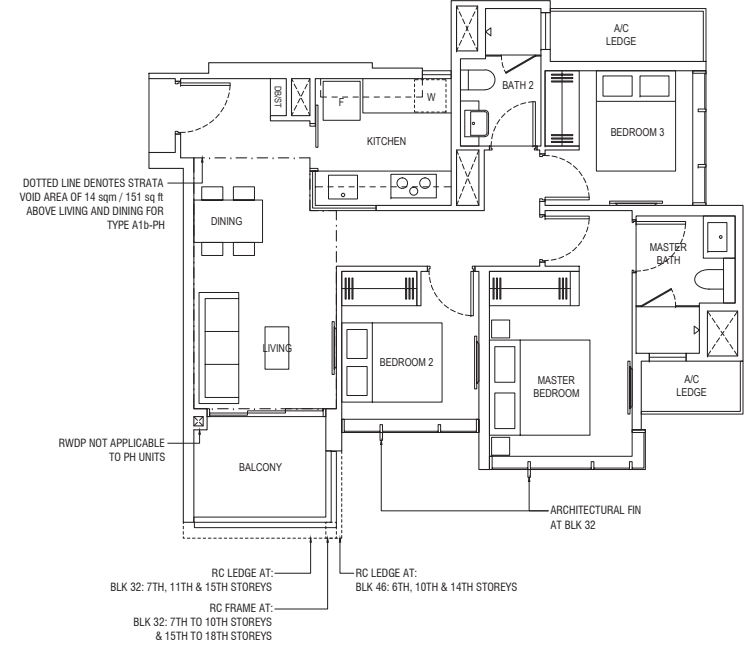 A/C
LEDGE
DB/ST
F
W
BATH 2
KITCHEN
BEDROOM 3
DOTTED LINE DENOTES STRATA
VOID AREA OF 14 sqm / 151 sq ft
ABOVE LIVING AND DINING FOR
TYPE A1b-PH
DINING
MASTER
BATH
LIVING
BEDROOM 2
MASTER
BEDROOM
A/C
LEDGE
RWDP NOT APPLICABLE
TO PH UNITS
BALCONY
ARCHITECTURAL FIN
AT BLK 32
RC LEDGE AT:
BLK 32: 7TH, 11TH & 15TH STOREYS
RC LEDGE AT:
BLK 46: 6TH, 10TH & 14TH STOREYS
RC FRAME AT:
BLK 32: 7TH TO 10TH STOREYS
& 15TH TO 18TH STOREYS